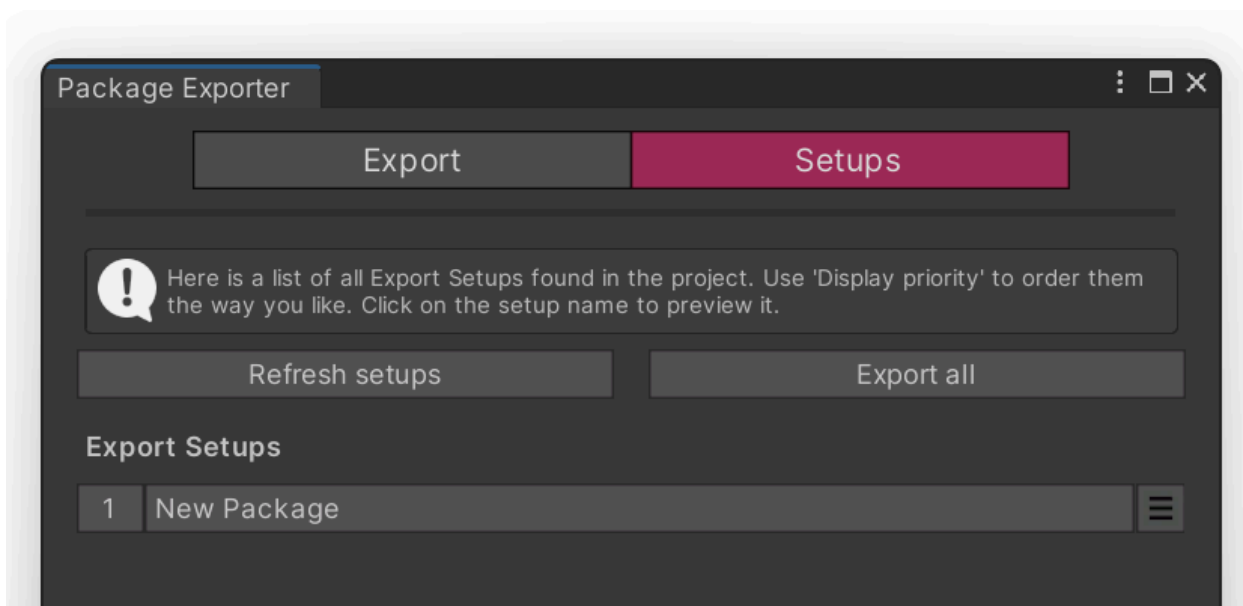 Package Exporter
Export
Setups
Here is a list of all Export Setups found in the project. Use 'Display priority' to order them
the way you like. Click on the setup name to preview it.
Refresh setups
Export all
Export Setups
1
New Package